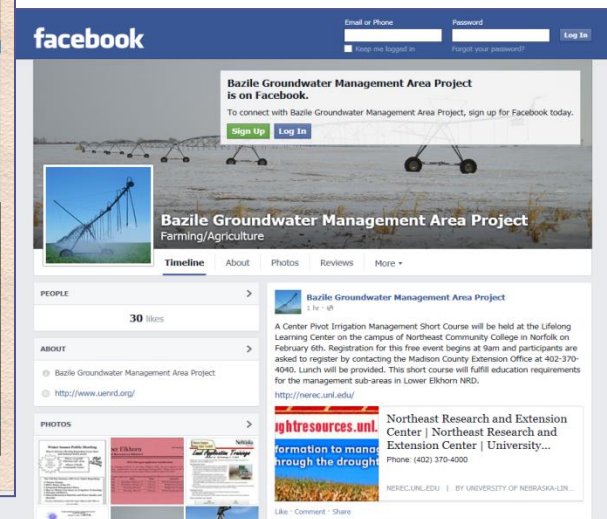 facebook
Email or Phone
Password
Log In
Keep me logged in
Forgot your password?
Bazile Groundwater Management Area Project
is on Facebook.
To connect with Bazile Groundwater Management Area Project, sign up for Facebook today.
Sign Up Log In
Bazile Groundwater Management Area Project
Farming/Agriculture
Timeline About Photos Reviews More
PEOPLE
30 likes
ABOUT
Bazile Groundwater Management Area Project
http://www.uenrd.org/
PHOTOS
Land Application Training
Bazile Groundwater Management Area Project
1 hr
A Center Pivot Irrigation Management Short Course will be held at the Lifelong
Learning Center on the campus of Northeast Community College in Norfolk on
February 6th. Registration for this free event begins at 9am and participants are
asked to register by contacting the Madison County Extension Office at 402-370-
4040. Lunch will be provided. This short course will fulfill education requirements
for the management sub-areas in Lower Elkhorn NRD.
http://nerec.unl.edu/
ughtresources.unl.
formation to manag
hrough the drought
Northeast Research and Extension
Center | Northeast Research and
Extension Center | University...
Phone: (402) 370-4000
NEREC.UNL.EDU | BY UNIVERSITY OF NEBRASKA-LIN...
Like · Comment · Share